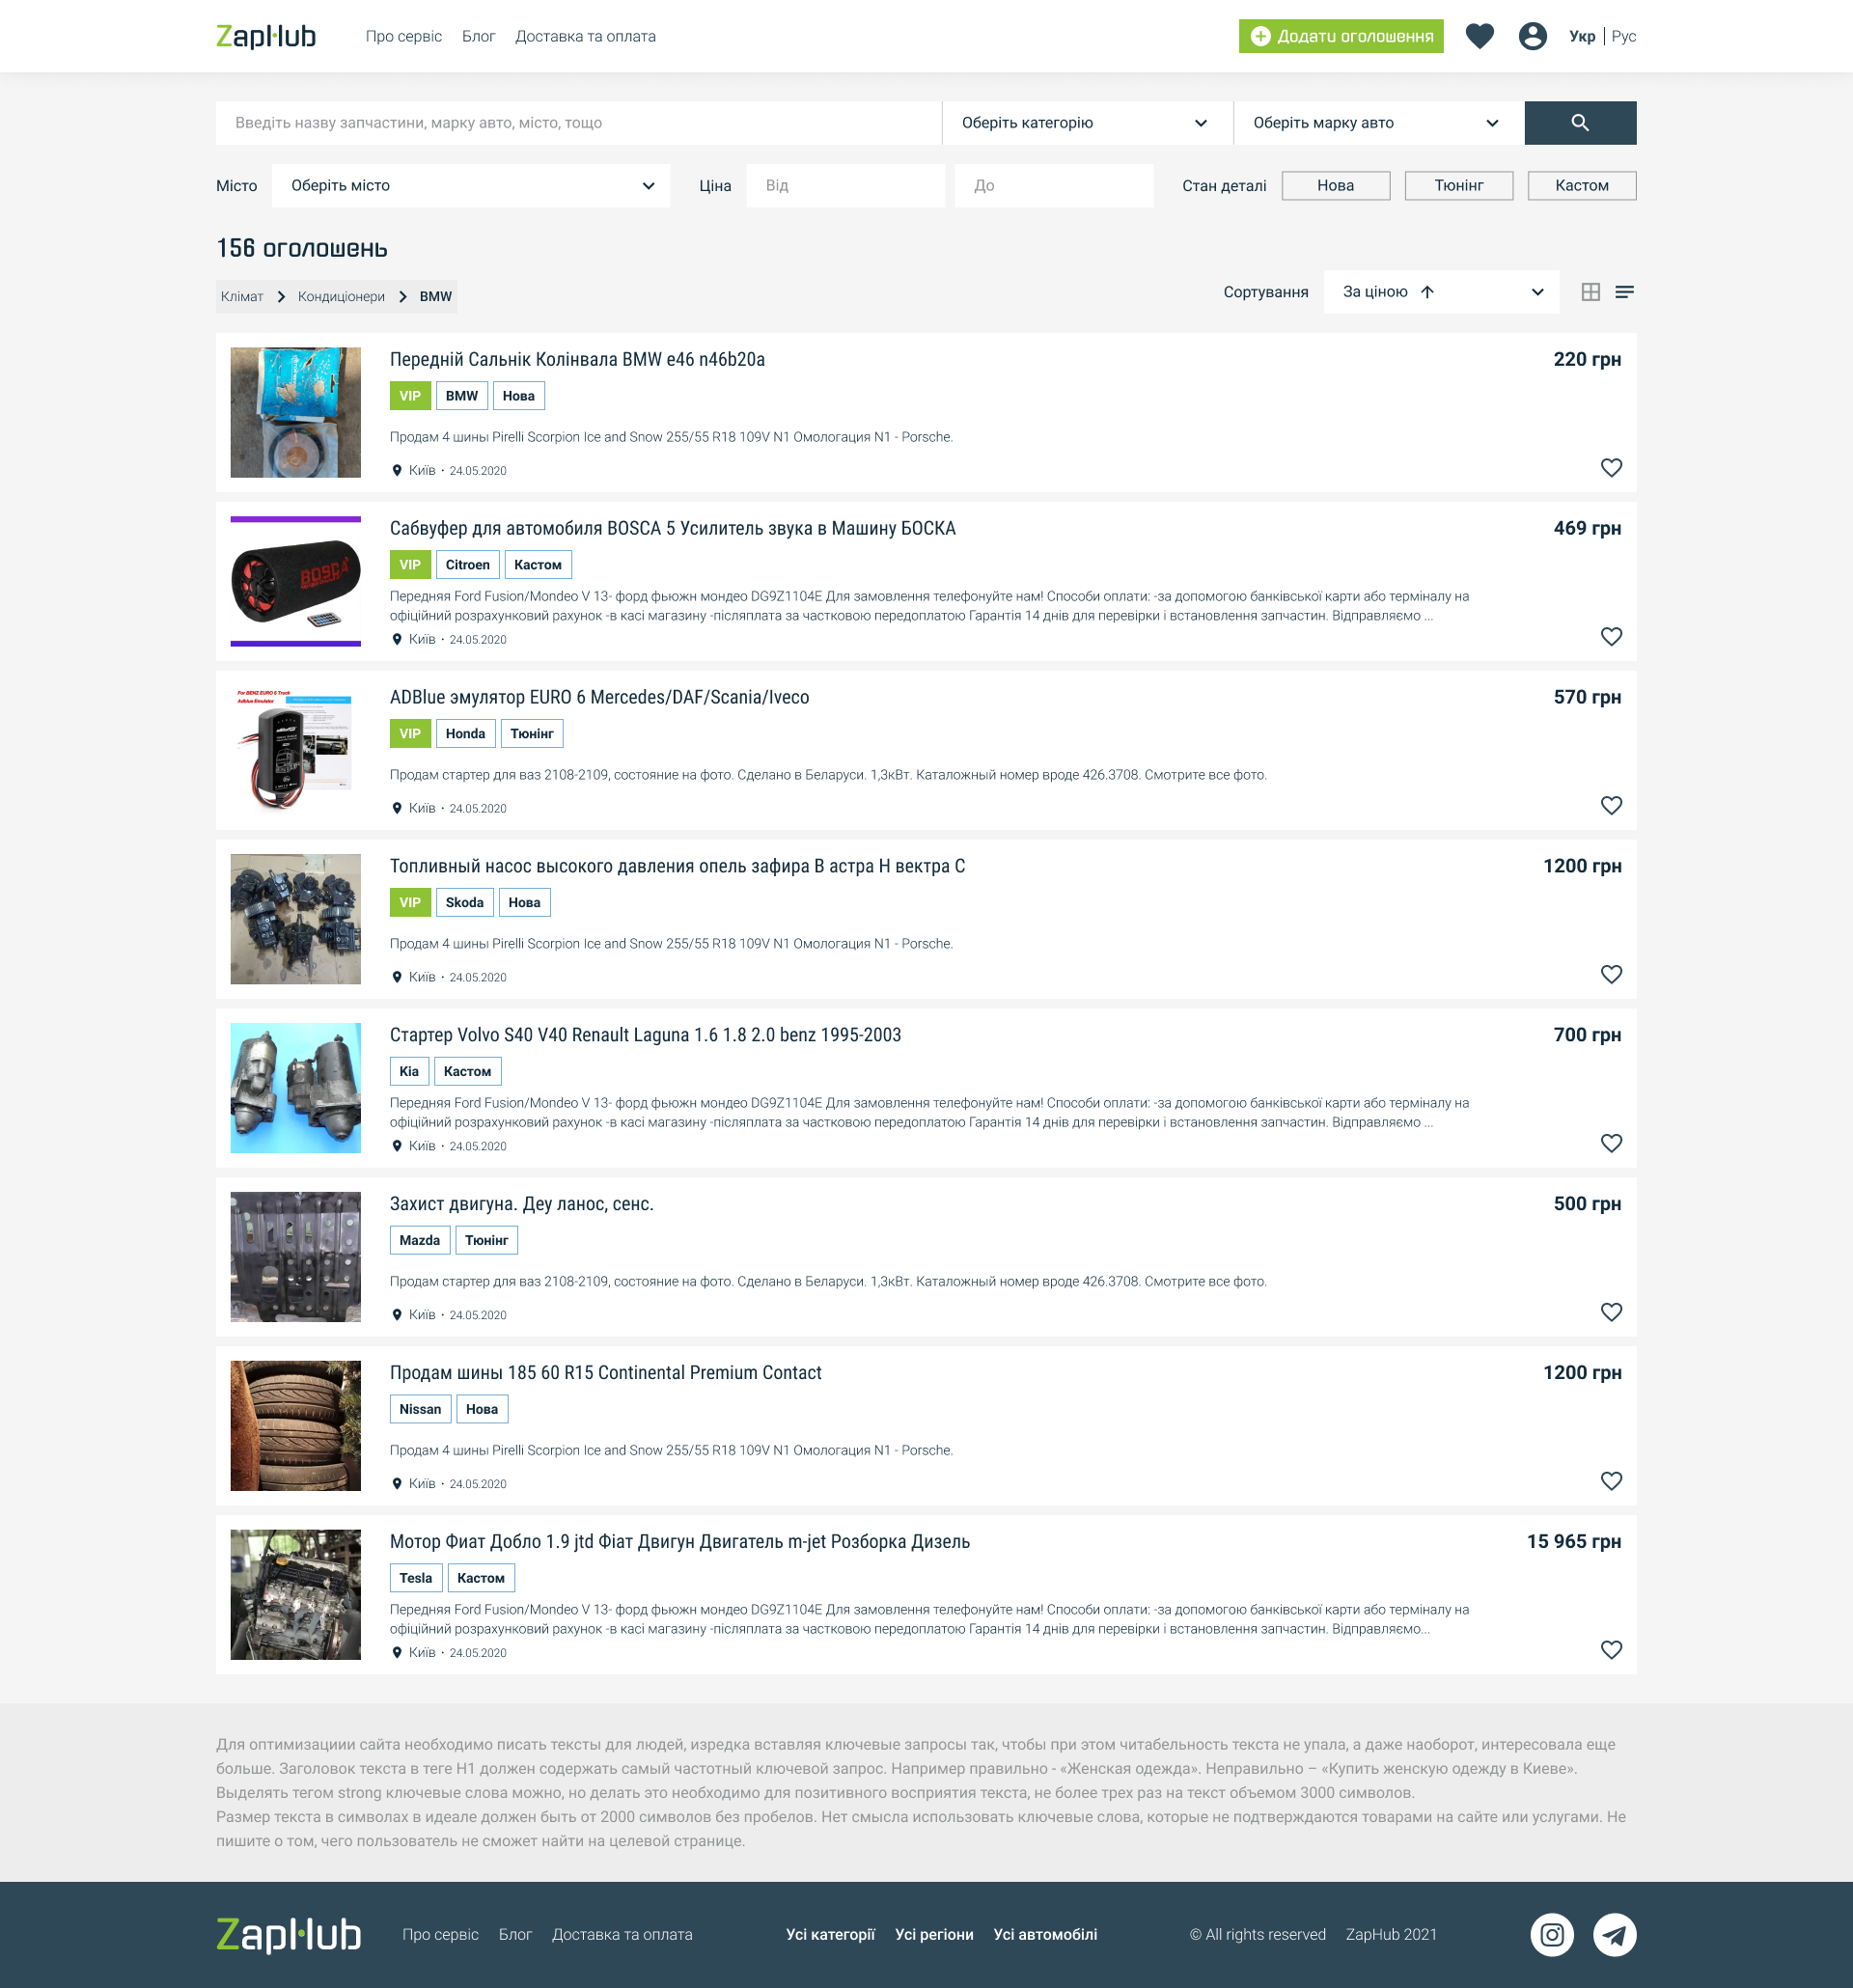 ZapHub
Про сервіс Блог Доставка та оплата
Додати оголошення
Укр Рус
Введіть назву запчастини, марку авто, місто, тощо
Оберіть категорію
Оберіть марку авто
Місто Оберіть місто
Ціна Від До
Стан деталі Нова Тюнінг Кастом
156 оголошень
Клімат Кондиціонери BMW
Сортування За ціною
Передній Сальнік Колінвала BMW e46 n46b20a
220 грн
VIP BMW Нова
Продам 4 шины Pirelli Scorpion Ice and Snow 255/55 R18 109V N1 Омологация N1 - Porsche.
Київ · 24.05.2020
BOSCA
Сабвуфер для автомобиля BOSCA 5 Усилитель звука в Машину БОСКА
469 грн
VIP Citroen Кастом
Передняя Ford Fusion/Mondeo V 13- форд фьюжн мондео DG9Z1104E Для замовлення телефонуйте нам! Способи оплати: -за допомогою банківської карти або терміналу на
офіційний розрахунковий рахунок -в касі магазину -післяплата за частковою передоплатою Гарантія 14 днів для перевірки і встановлення запчастин. Відправляємо ...
Київ · 24.05.2020
For BENZ EURO 6 Truck
Adblue Emulator
ADBlue эмулятор EURO 6 Mercedes/DAF/Scania/Iveco
570 грн
VIP Honda Тюнінг
Продам стартер для ваз 2108-2109, состояние на фото. Сделано в Беларуси. 1,3кВт. Каталожный номер вроде 426.3708. Смотрите все фото.
Київ · 24.05.2020
Топливный насос высокого давления опель зафира В астра Н вектра С
1200 грн
VIP Skoda Нова
Продам 4 шины Pirelli Scorpion Ice and Snow 255/55 R18 109V N1 Омологация N1 - Porsche.
Київ · 24.05.2020
Стартер Volvo S40 V40 Renault Laguna 1.6 1.8 2.0 benz 1995-2003
700 грн
Kia Кастом
Передняя Ford Fusion/Mondeo V 13- форд фьюжн мондео DG9Z1104E Для замовлення телефонуйте нам! Способи оплати: -за допомогою банківської карти або терміналу на
офіційний розрахунковий рахунок -в касі магазину -післяплата за частковою передоплатою Гарантія 14 днів для перевірки і встановлення запчастин. Відправляємо ...
Київ · 24.05.2020
Захист двигуна. Деу ланос, сенс.
500 грн
Mazda Тюнінг
Продам стартер для ваз 2108-2109, состояние на фото. Сделано в Беларуси. 1,3кВт. Каталожный номер вроде 426.3708. Смотрите все фото.
Київ · 24.05.2020
Продам шины 185 60 R15 Continental Premium Contact
1200 грн
Nissan Нова
Продам 4 шины Pirelli Scorpion Ice and Snow 255/55 R18 109V N1 Омологация N1 - Porsche.
Київ · 24.05.2020
Мотор Фиат Добло 1.9 jtd Фіат Двигун Двигатель m-jet Розборка Дизель
15 965 грн
Tesla Кастом
Передняя Ford Fusion/Mondeo V 13- форд фьюжн мондео DG9Z1104E Для замовлення телефонуйте нам! Способи оплати: -за допомогою банківської карти або терміналу на
офіційний розрахунковий рахунок -в касі магазину -післяплата за частковою передоплатою Гарантія 14 днів для перевірки і встановлення запчастин. Відправляємо...
Київ · 24.05.2020
Для оптимизациии сайта необходимо писать тексты для людей, изредка вставляя ключевые запросы так, чтобы при этом читабельность текста не упала, а даже наоборот, интересовала еще
больше. Заголовок текста в теге H1 должен содержать самый частотный ключевой запрос. Например правильно - «Женская одежда». Неправильно – «Купить женскую одежду в Киеве».
Выделять тегом strong ключевые слова можно, но делать это необходимо для позитивного восприятия текста, не более трех раз на текст объемом 3000 символов.
Размер текста в символах в идеале должен быть от 2000 символов без пробелов. Нет смысла использовать ключевые слова, которые не подтверждаются товарами на сайте или услугами. Не
пишите о том, чего пользователь не сможет найти на целевой странице.
ZapHub
Про сервіс Блог Доставка та оплата
Усі категорії Усі регіони Усі автомобілі
© All rights reserved ZapHub 2021